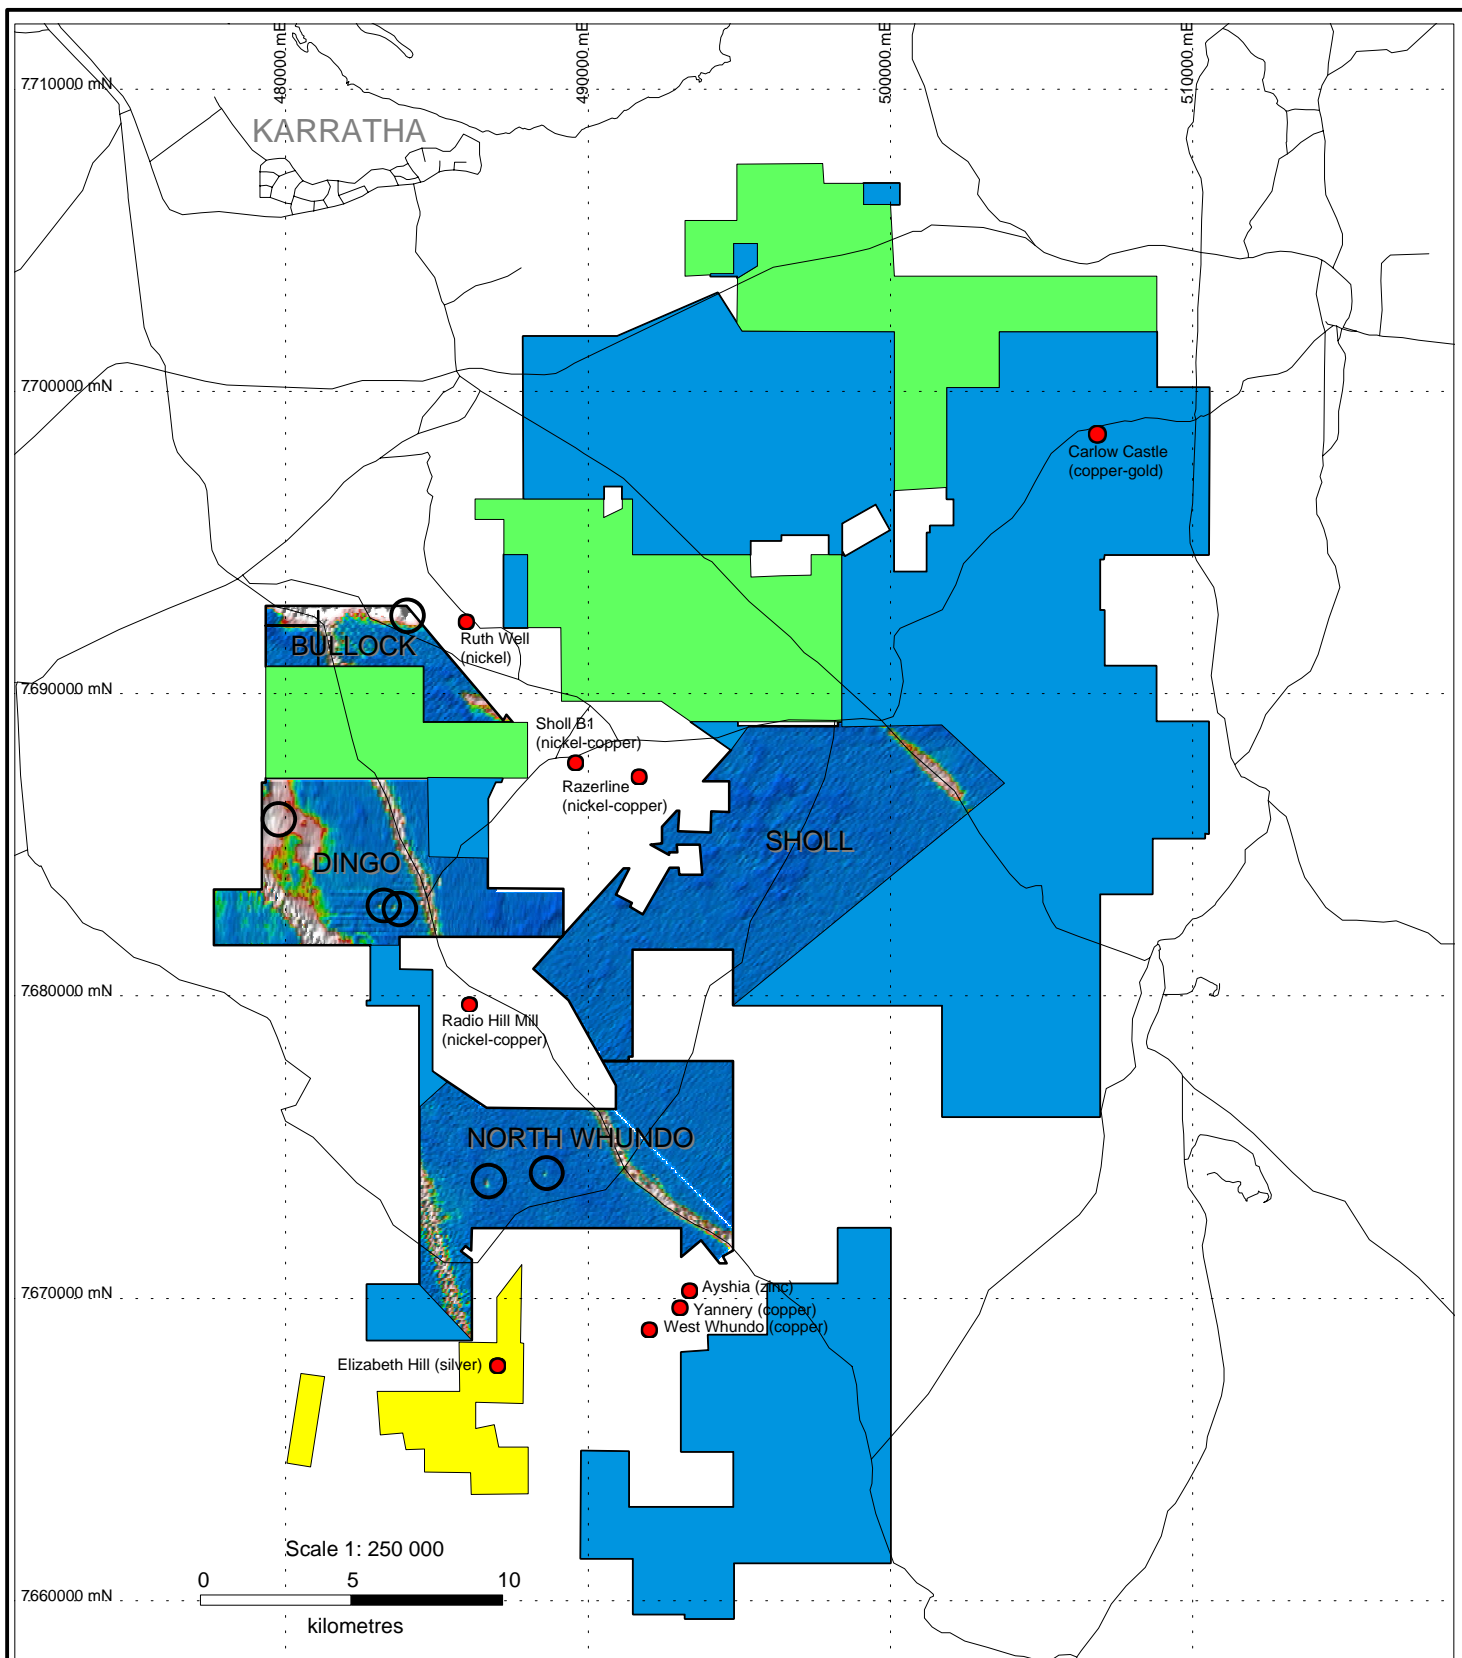 480000.mE
490000.mE
500000.mE
510000.mE
7710000 mN
KARRATHA
7700000 mN
Carlow Castle
(copper-gold)
Ruth Well
(nickel)
BULLOCK
7690000 mN
Sholl B1
(nickel-copper)
Razerline
(nickel-copper)
SHOLL
DINGO
7680000 mN
Radio Hill Mill
(nickel-copper)
NORTH WHUNDO
7670000 mN
Ayshia (zinc)
Yannery (copper)
West Whundo (copper)
Elizabeth Hill (silver)
Scale 1: 250 000
0 5 10
7660000 mN
kilometres